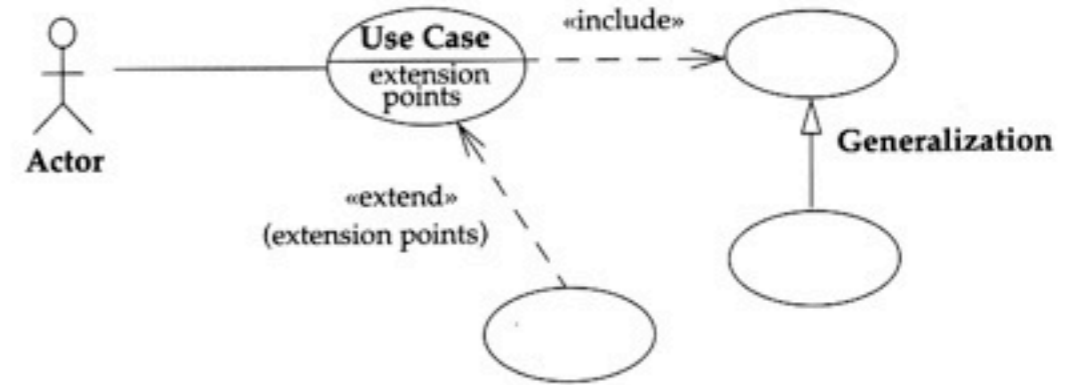 «include»
Use Case
extension
points
Actor
Generalization
«extend»
(extension points)